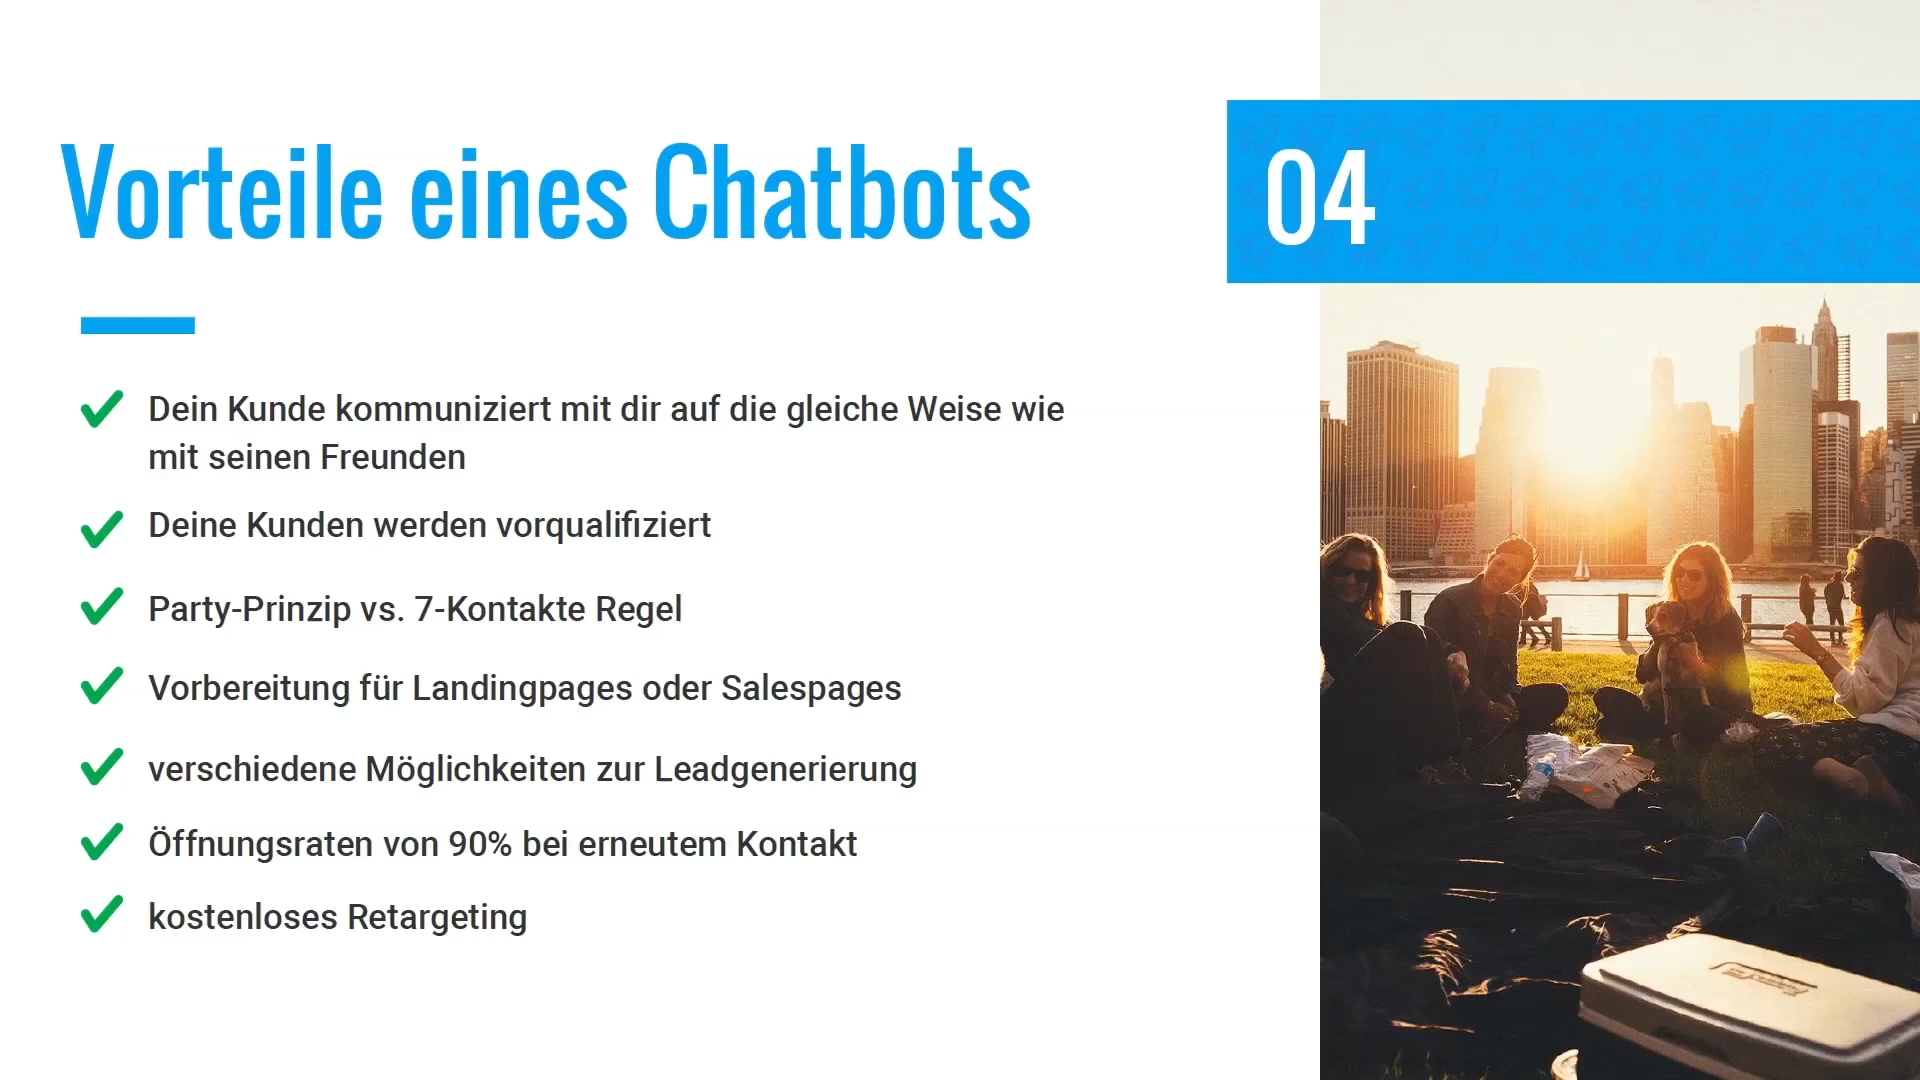 Vorteile eines Chatbots
04
Dein Kunde kommuniziert mit dir auf die gleiche Weise wie
mit seinen Freunden
Deine Kunden werden vorqualifiziert
Party-Prinzip vs. 7-Kontakte Regel
Vorbereitung für Landingpages oder Salespages
verschiedene Möglichkeiten zur Leadgenerierung
Öffnungsraten von 90% bei erneutem Kontakt
kostenloses Retargeting